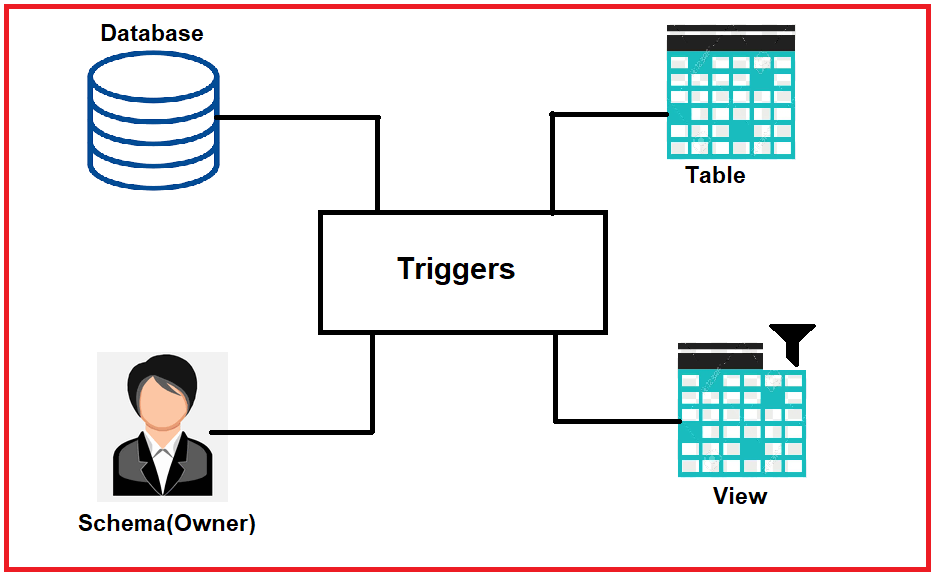 Database
Table
Triggers
View
Schema(Owner)